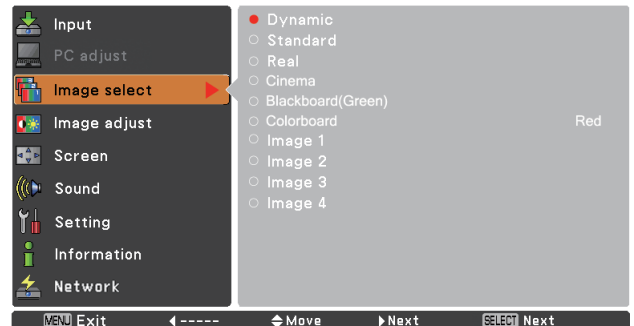 Input
PC adjust
Image select
Image adjust
Screen
Sound
Setting
Information
Network
Dynamic
Standard
Real
Cinema
Blackboard(Green)
Colorboard Red
Image 1
Image 2
Image 3
Image 4
MENU Exit ◀----- Move ▶Next SELECT Next